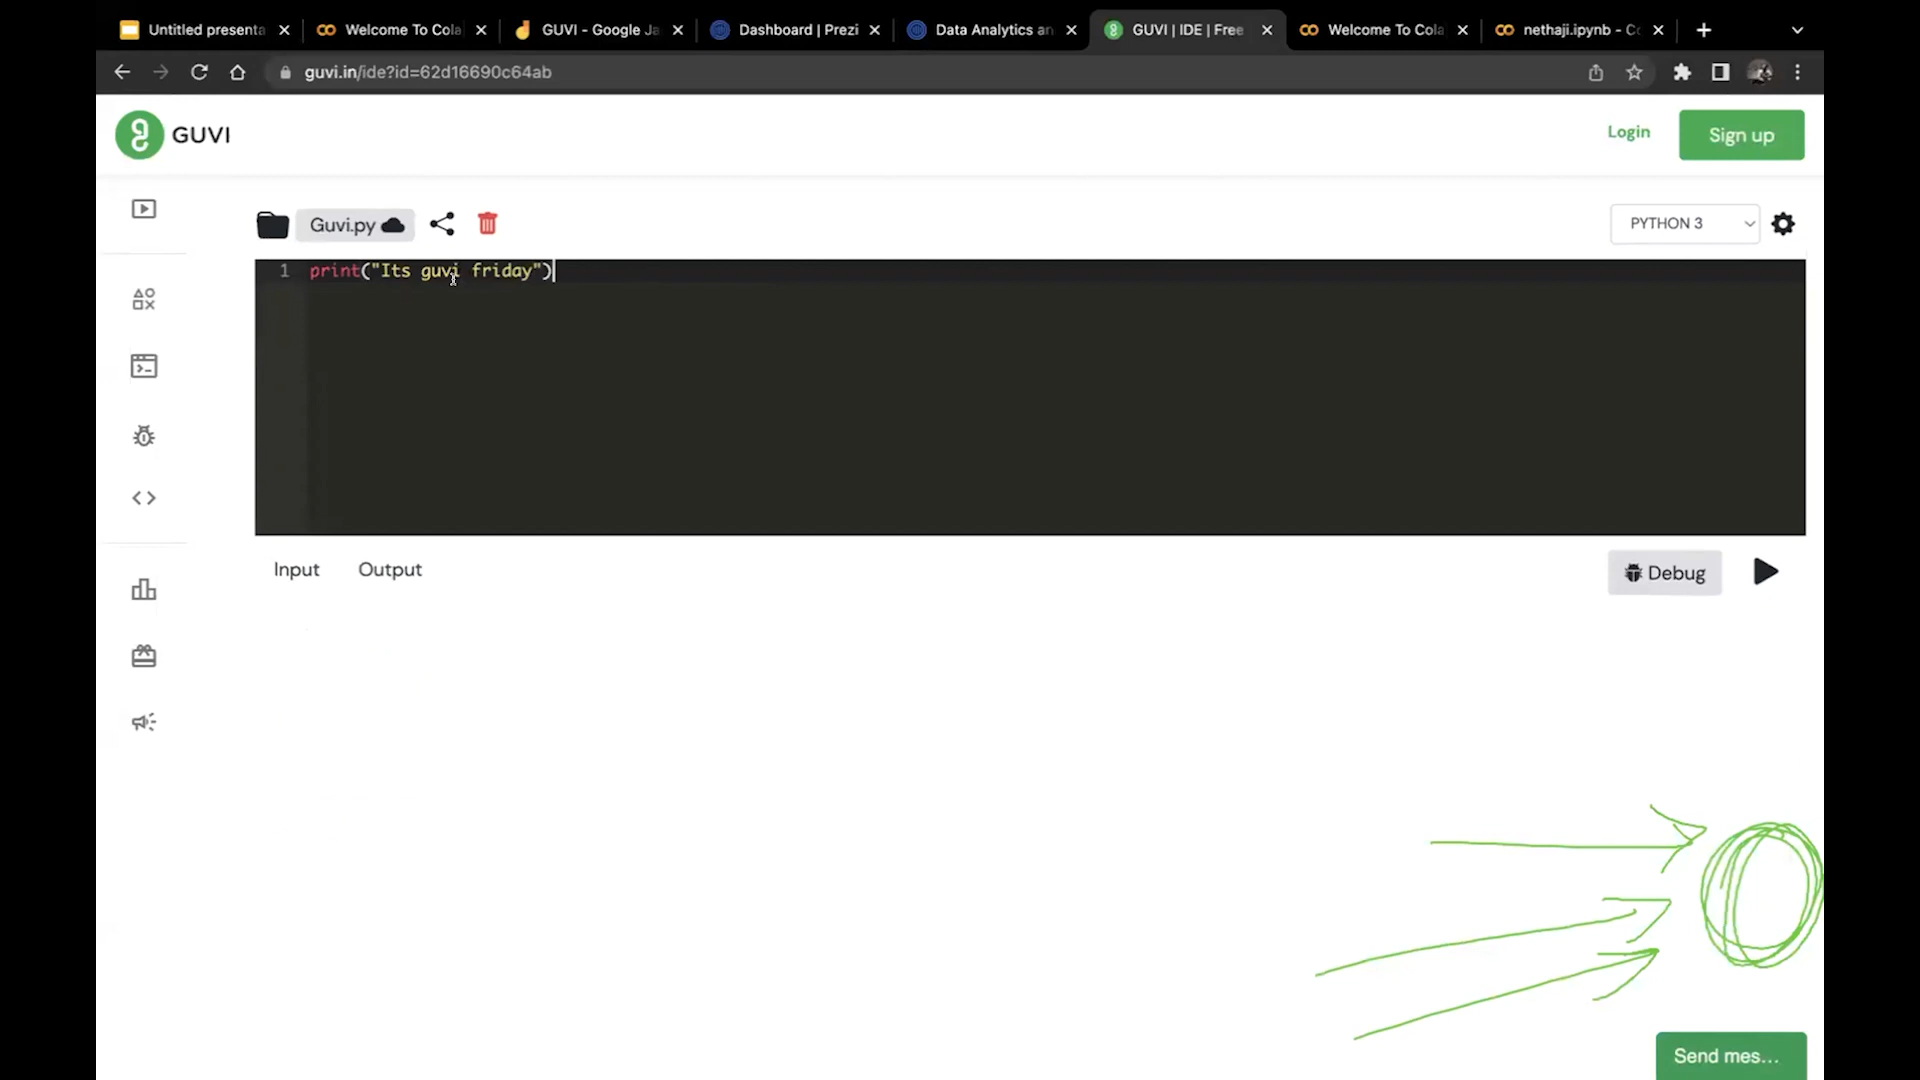 Untitled presenta
Welcome To Cola
GUVI - Google Ja
Dashboard | Prezi
Data Analytics an
GUVI | IDE | Free
Welcome To Cola
nethaji.ipynb - Co
guvi.in/ide?id=62d16690c64ab
GUVI
Login
Sign up
Guvi.py
PYTHON 3
1 print("Its guvi friday")
Input
Output
Debug
Send mes...